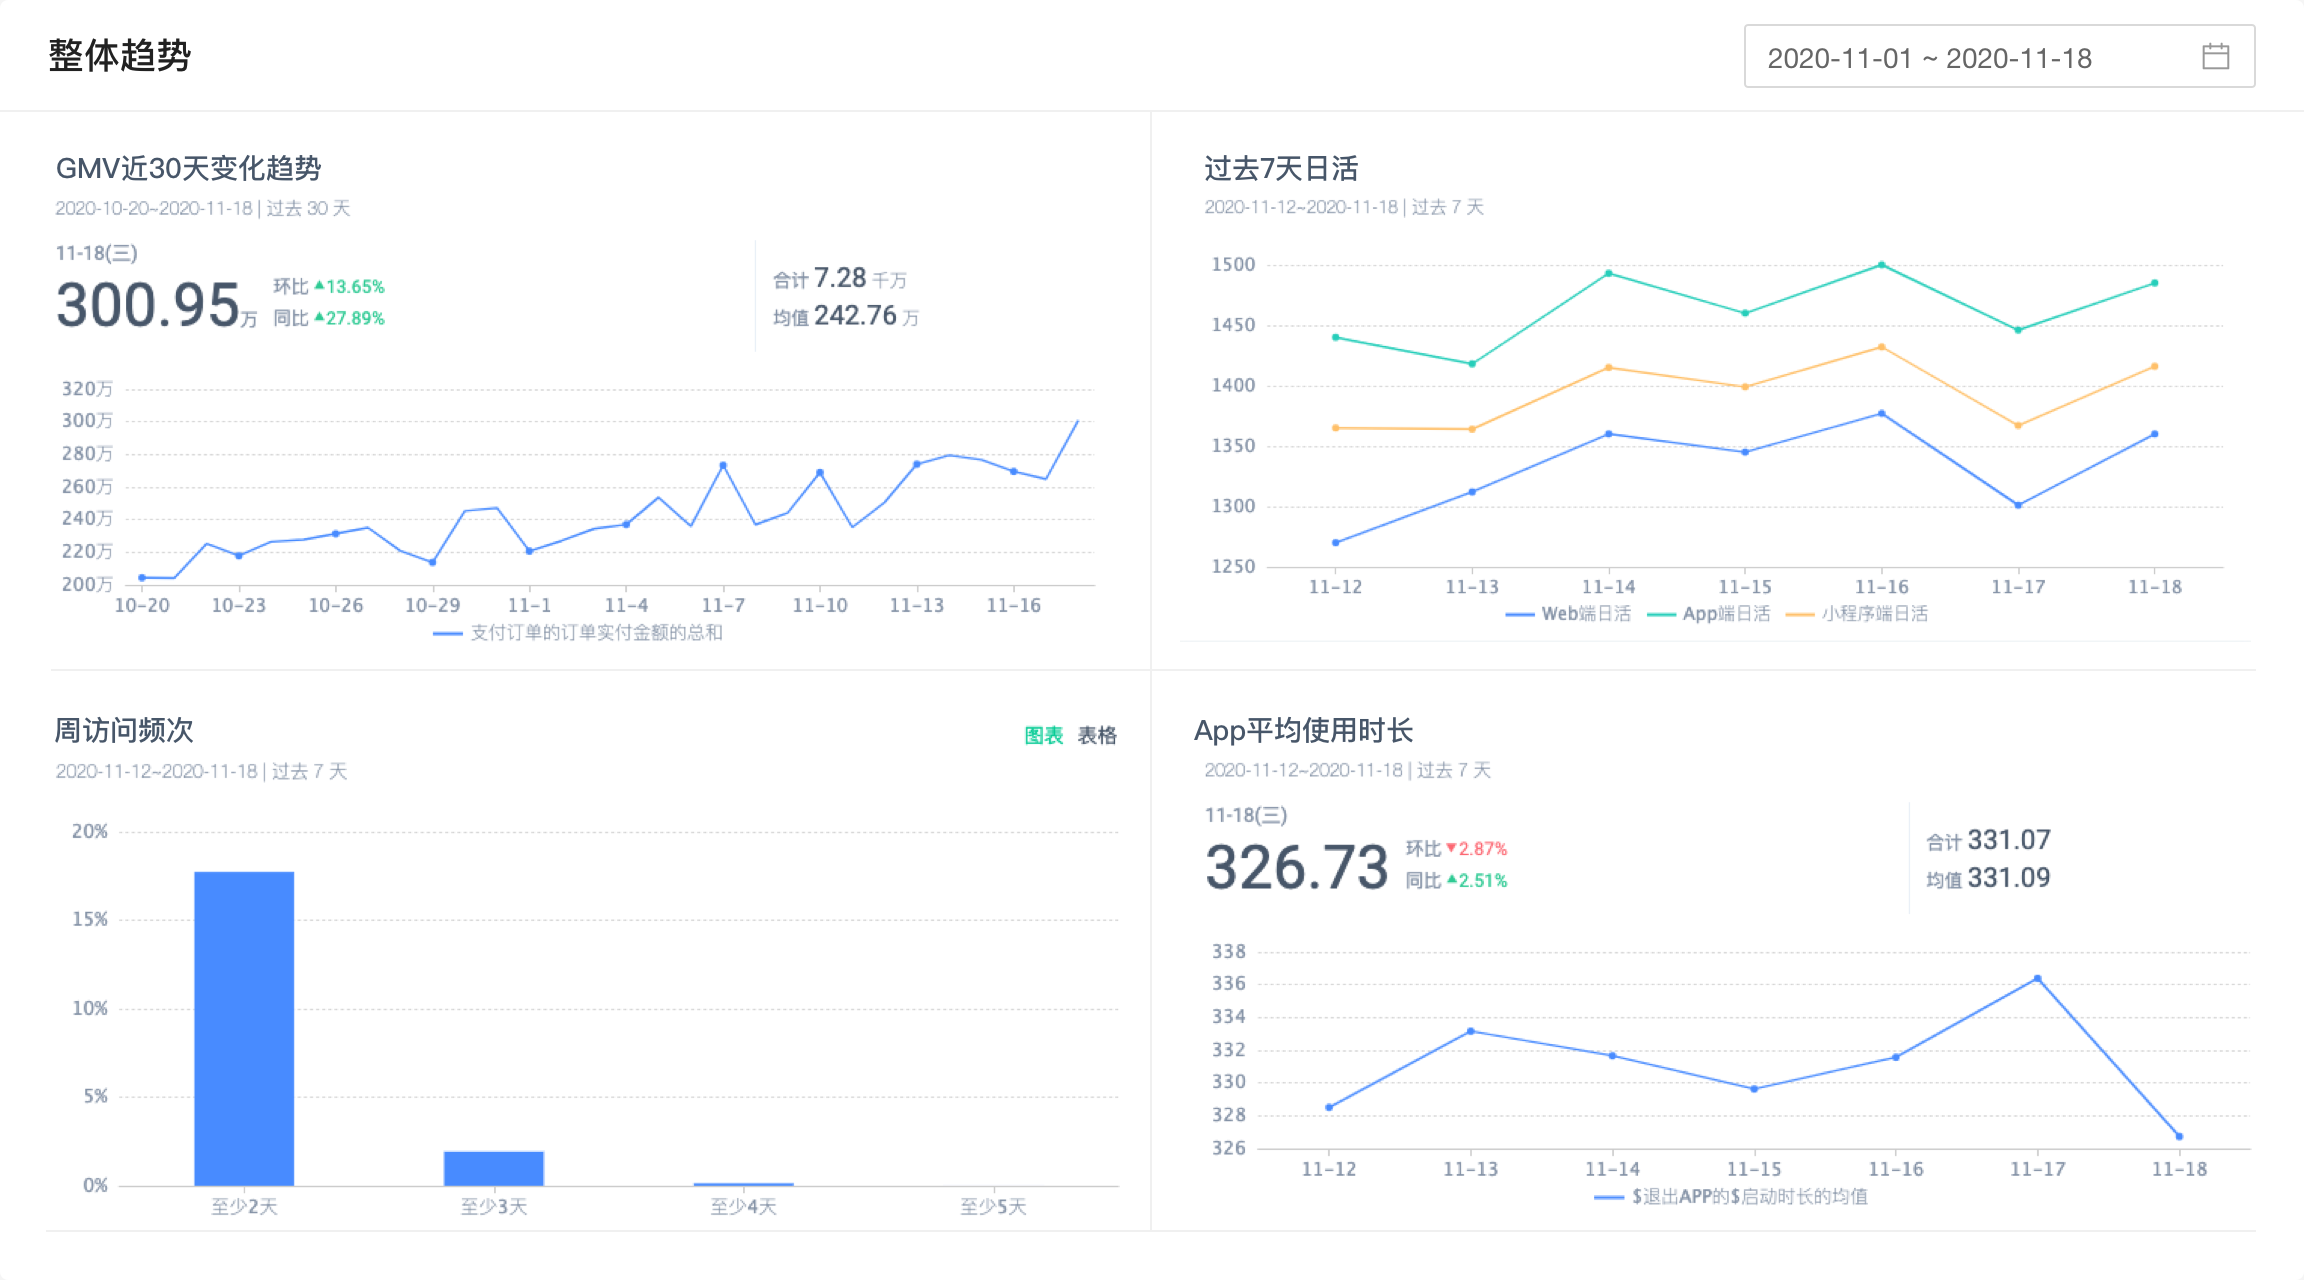 整体趋势
2020-11-01 ~ 2020-11-18
GMV近30天变化趋势
2020-10-20~2020-11-18 | 过去 30 天
11-18(三)
300.95万
环比 ▲13.65%
同比 ▲27.89%
合计 7.28 千万
均值 242.76 万
320万
300万
280万
260万
240万
220万
200万
10-20 10-23 10-26 10-29 11-1 11-4 11-7 11-10 11-13 11-16
支付订单的订单实付金额的总和
过去7天日活
2020-11-12~2020-11-18 | 过去 7 天
1500
1450
1400
1350
1300
1250
11-12 11-13 11-14 11-15 11-16 11-17 11-18
Web端日活 App端日活 小程序端日活
周访问频次
图表 表格
2020-11-12~2020-11-18 | 过去 7 天
20%
15%
10%
5%
0%
至少2天 至少3天 至少4天 至少5天
App平均使用时长
2020-11-12~2020-11-18 | 过去 7 天
11-18(三)
326.73
环比 ▼2.87%
同比 ▲2.51%
合计 331.07
均值 331.09
338
336
334
332
330
328
326
11-12 11-13 11-14 11-15 11-16 11-17 11-18
$退出APP的$启动时长的均值